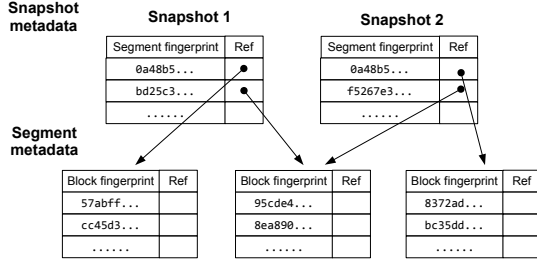 Snapshot metadata
Snapshot 1
Snapshot 2
Segment fingerprint Ref
0a48b5...
bd25c3...
......
Segment fingerprint Ref
0a48b5...
f5267e3...
......
Segment metadata
Block fingerprint Ref
57abff...
cc45d3...
......
Block fingerprint Ref
95cde4...
8ea890...
......
Block fingerprint Ref
8372ad...
bc35dd...
......